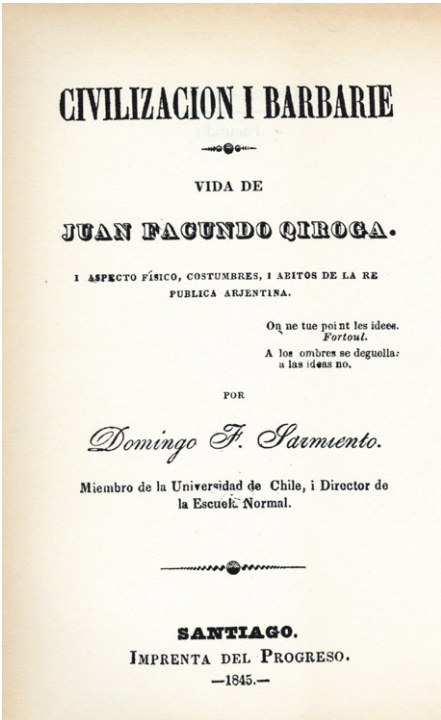 CIVILIZACION I BARBARIE
VIDA DE
JUAN FACUNDO QIROGA.
I ASPECTO FÍSICO, COSTUMBRES, I ABITOS DE LA RE
PUBLICA ARJENTINA.
On ne tue point les idees.
Fortoul.
A los ombres se deguella:
a las ideas no.
POR
Domingo F. Sarmiento.
Miembro de la Universidad de Chile, i Director de
la Escuela Normal.
SANTIAGO.
IMPRENTA DEL PROGRESO.
—1845.—